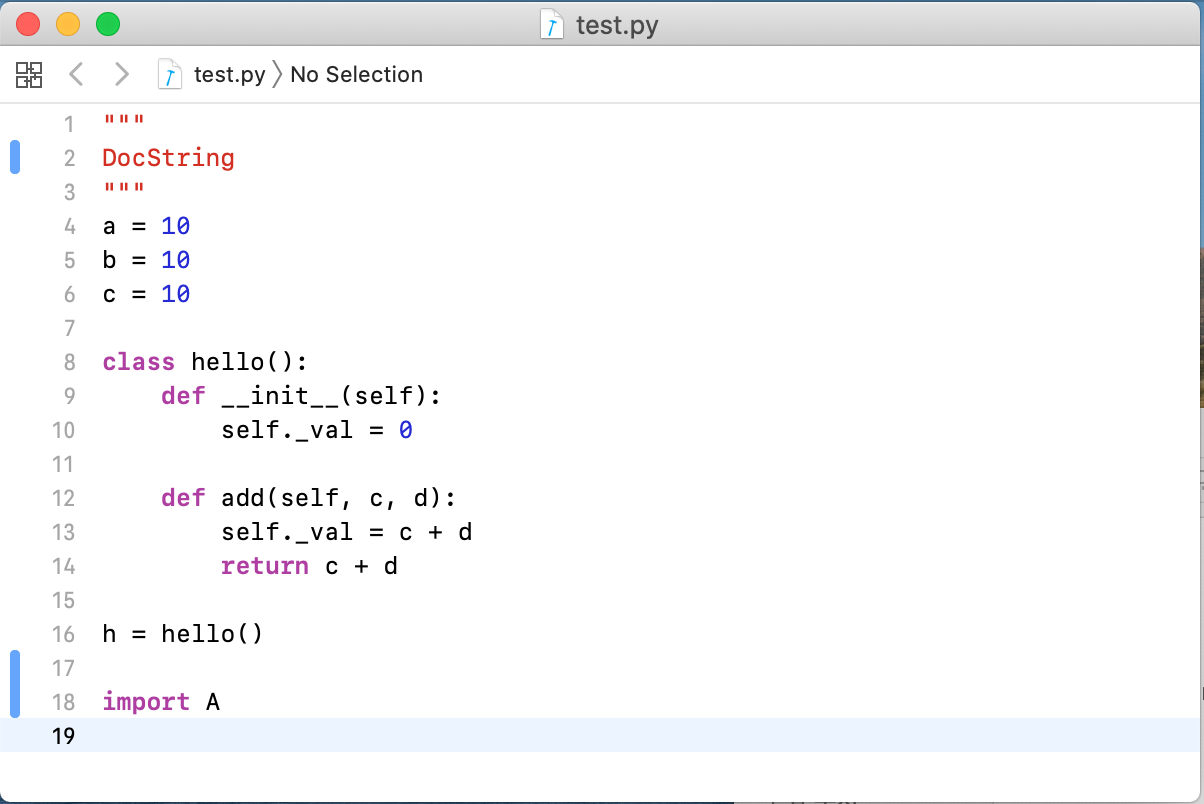 test.py
test.py 〉 No Selection
1 """
2 DocString
3 """
4 a = 10
5 b = 10
6 c = 10
7
8 class hello():
9     def __init__(self):
10         self._val = 0
11
12     def add(self, c, d):
13         self._val = c + d
14         return c + d
15
16 h = hello()
17
18 import A
19